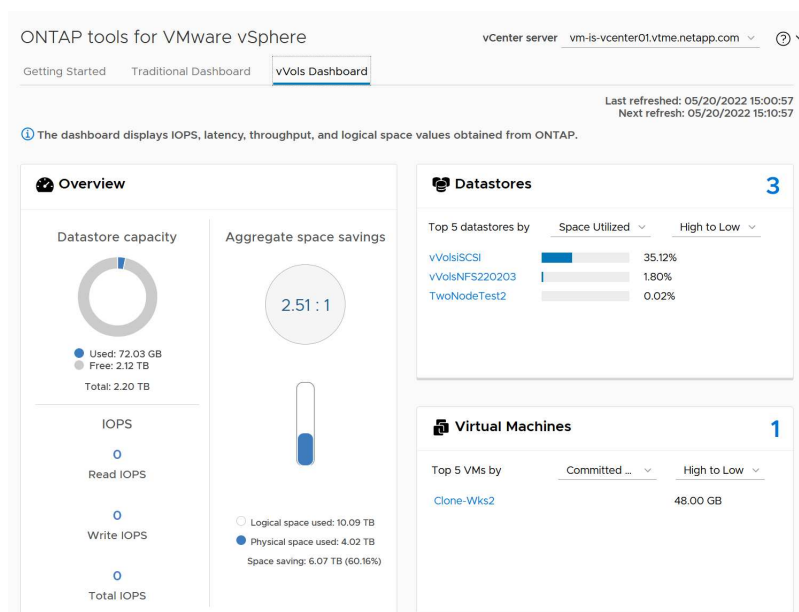 ONTAP tools for VMware vSphere
vCenter server vm-is-vcenter01.vtme.netapp.com
Getting Started Traditional Dashboard vVols Dashboard
Last refreshed: 05/20/2022 15:00:57
Next refresh: 05/20/2022 15:10:57
The dashboard displays IOPS, latency, throughput, and logical space values obtained from ONTAP.
Overview
Datastore capacity
Used: 72.03 GB
Free: 2.12 TB
Total: 2.20 TB
IOPS
0
Read IOPS
0
Write IOPS
0
Total IOPS
Aggregate space savings
2.51 : 1
Logical space used: 10.09 TB
Physical space used: 4.02 TB
Space saving: 6.07 TB (60.16%)
Datastores 3
Top 5 datastores by Space Utilized High to Low
vVolsiSCSI 35.12%
vVolsNFS220203 1.80%
TwoNodeTest2 0.02%
Virtual Machines 1
Top 5 VMs by Committed ... High to Low
Clone-Wks2 48.00 GB